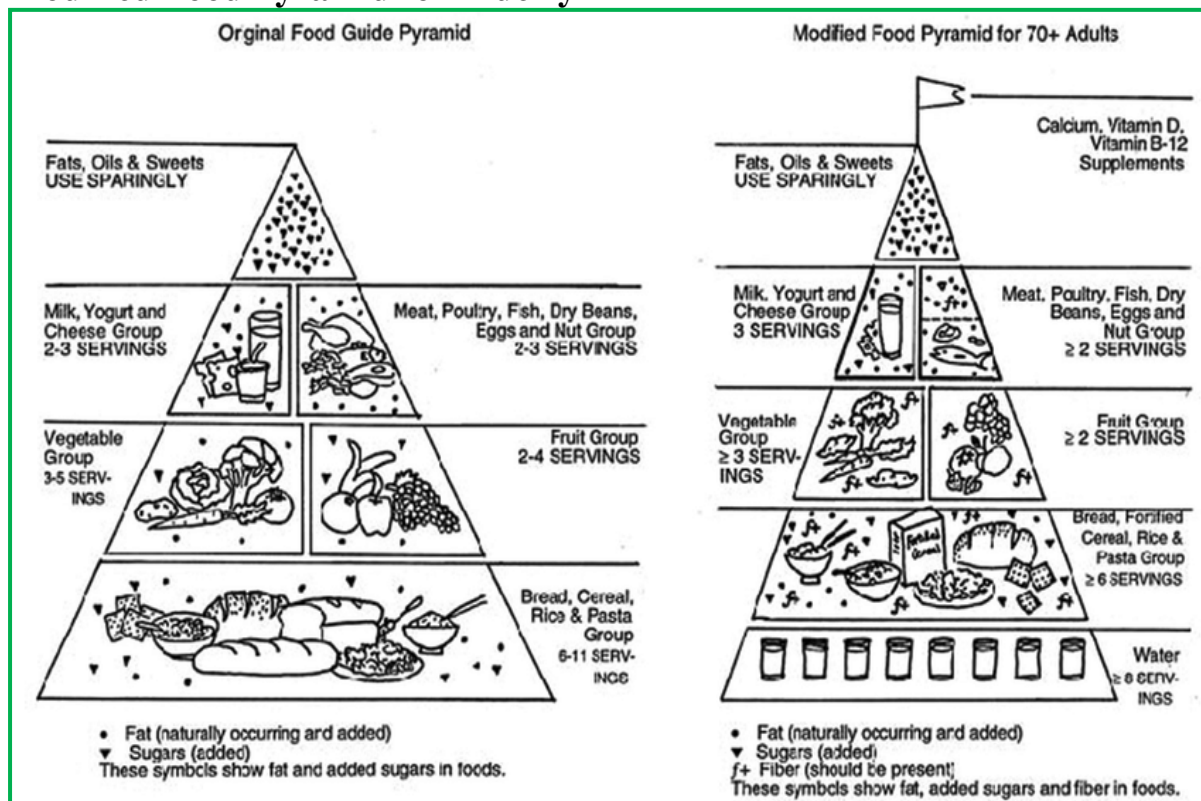 Orginal Food Guide Pyramid
Fats, Oils & Sweets
USE SPARINGLY
Milk, Yogurt and
Cheese Group
2-3 SERVINGS
Meat, Poultry, Fish, Dry Beans,
Eggs and Nut Group
2-3 SERVINGS
Vegetable
Group
3-5 SERV-
INGS
Fruit Group
2-4 SERVINGS
Bread, Cereal,
Rice & Pasta
Group
6-11 SERV-
INGS
• Fat (naturally occurring and added)
▼ Sugars (added)
These symbols show fat and added sugars in foods.
Modified Food Pyramid for 70+ Adults
Calcium, Vitamin D,
Vitamin B-12
Supplements
Fats, Oils & Sweets
USE SPARINGLY
Milk, Yogurt and
Cheese Group
3 SERVINGS
Meat, Poultry, Fish, Dry
Beans, Eggs and
Nut Group
≥ 2 SERVINGS
Vegetable
Group
≥ 3 SERV-
INGS
Fruit Group
≥ 2 SERVINGS
Fortified
Cereal
Bread, Fortified
Cereal, Rice &
Pasta Group
≥ 6 SERVINGS
Water
≥ 8 SERV-
INGS
• Fat (naturally occurring and added)
▼ Sugars (added)
f+ Fiber (should be present)
These symbols show fat, added sugars and fiber in foods.